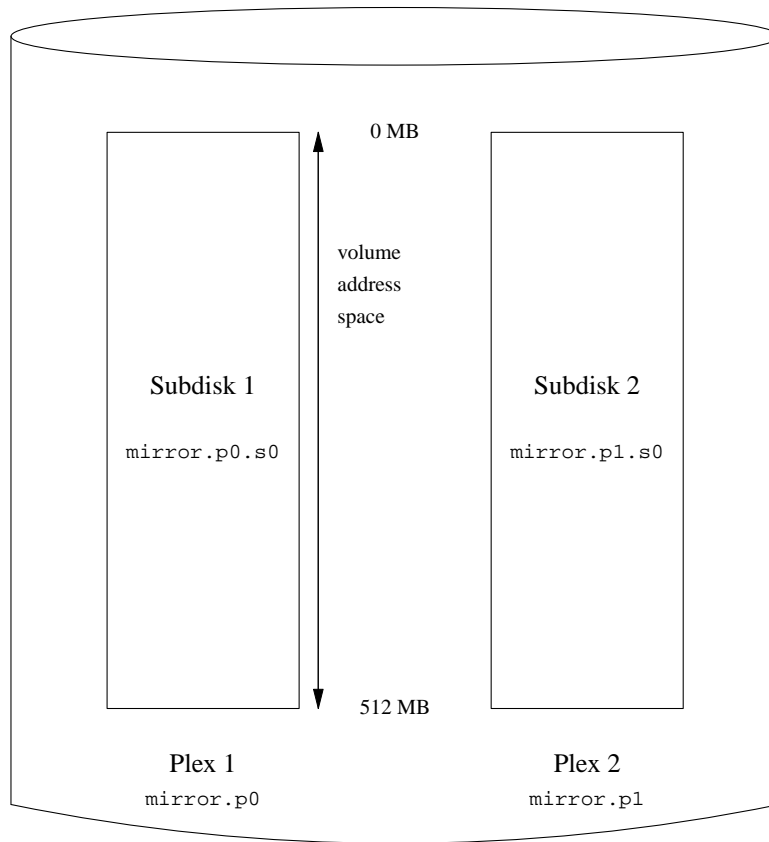 0 MB
volume
address
space
Subdisk 1
Subdisk 2
mirror.p0.s0
mirror.p1.s0
512 MB
Plex 1
Plex 2
mirror.p0
mirror.p1